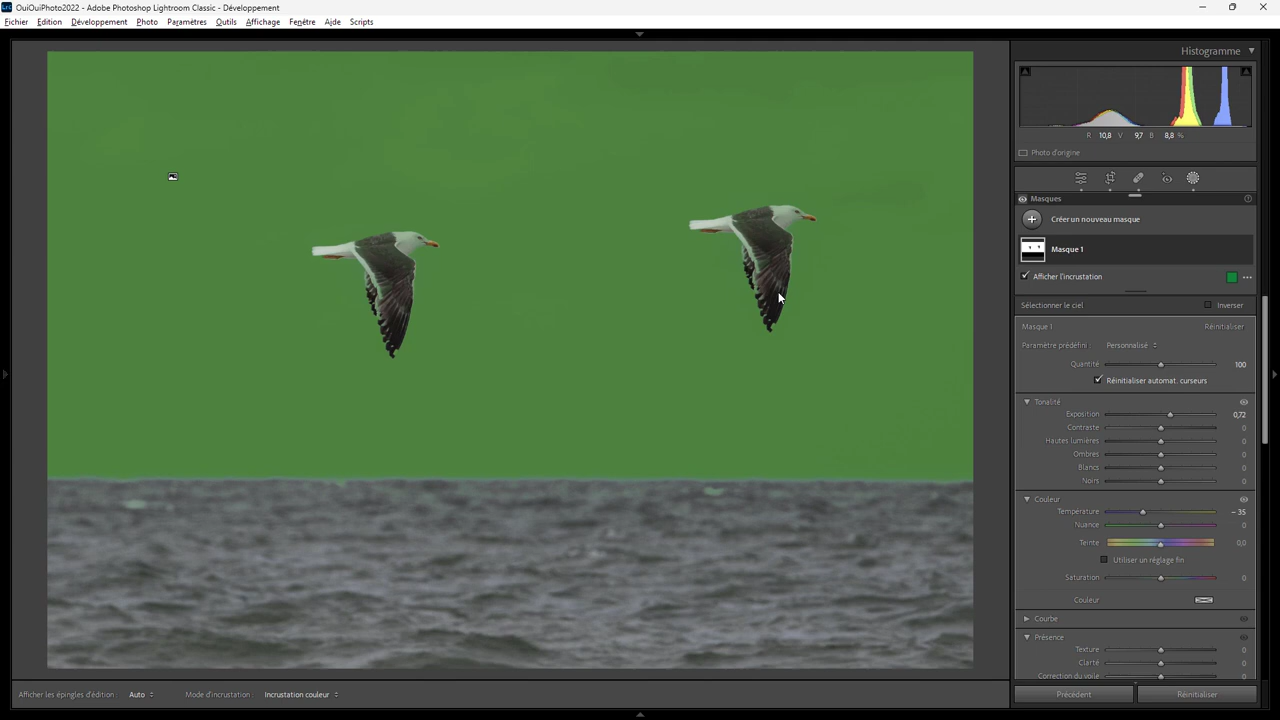 OuiOuiPhoto2022 - Adobe Photoshop Lightroom Classic - Développement
Fichier Edition Développement Photo Paramètres Outils Affichage Fenêtre Aide Scripts
Histogramme
R 10,8 V 9,7 B 8,8 %
Photo d'origine
Masques
Créer un nouveau masque
Masque 1
Afficher l'incrustation
Sélectionner le ciel Inverser
Masque 1 Réinitialiser
Paramètre prédéfini : Personnalisé
Quantité 100
Réinitialiser automat. curseurs
Tonalité
Exposition 0,72
Contraste 0
Hautes lumières 0
Ombres 0
Blancs 0
Noirs 0
Couleur
Température – 35
Nuance 0
Teinte 0,0
Utiliser un réglage fin
Saturation 0
Couleur
Courbe
Présence
Texture 0
Clarté 0
Correction du voile 0
Afficher les épingles d'édition : Auto Mode d'incrustation : Incrustation couleur
Précédent Réinitialiser